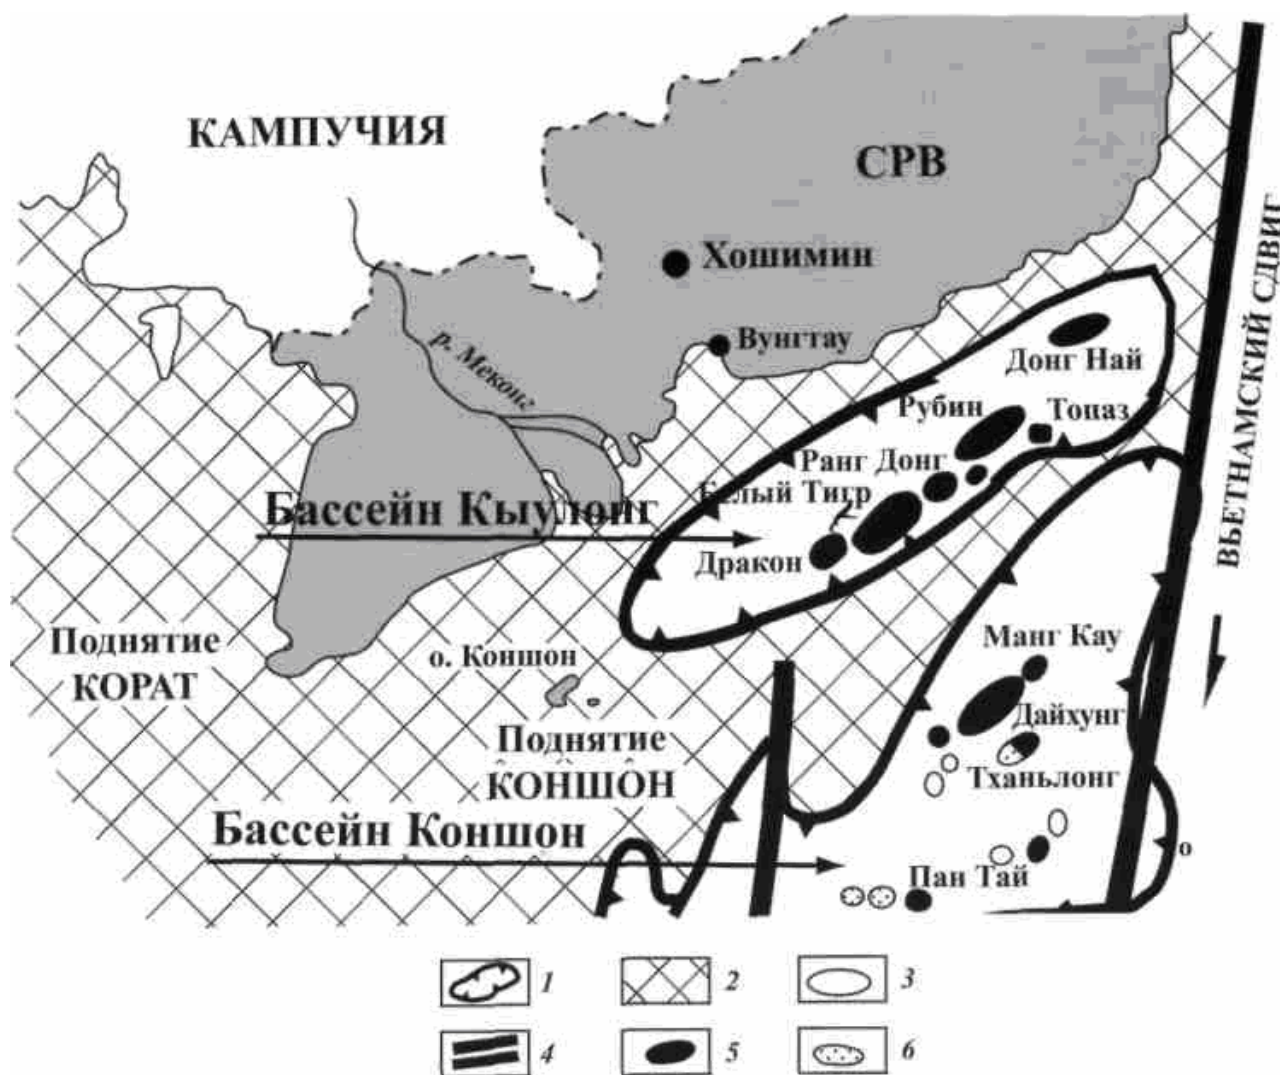 КАМПУЧИЯ
СРВ
Хошимин
Вунгтау
р. Меконг
ВЬЕТНАМСКИЙ СДВИГ
Донг Най
Рубин
Топаз
Ранг Донг
Белый Тигр
Бассейн Кыулонг
Дракон
Поднятие
КОРАТ
о. Коншон
Манг Кау
Дайхунг
Поднятие
КОНШОН
Тханьлонг
Бассейн Коншон
о
Пан Тай
1
2
3
4
5
6